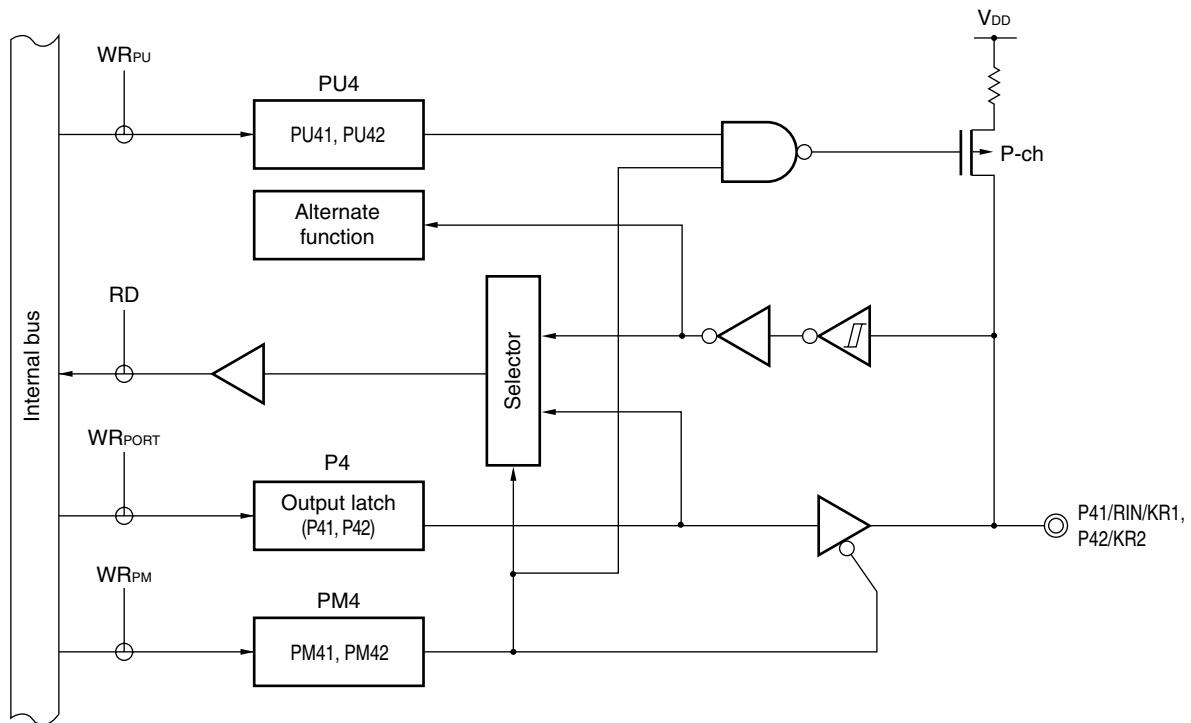 VDD
WRPU
PU4
PU41, PU42
P-ch
Alternate
function
RD
Internal bus
Selector
WRPORT
P4
Output latch
(P41, P42)
P41/RIN/KR1,
P42/KR2
WRPM
PM4
PM41, PM42